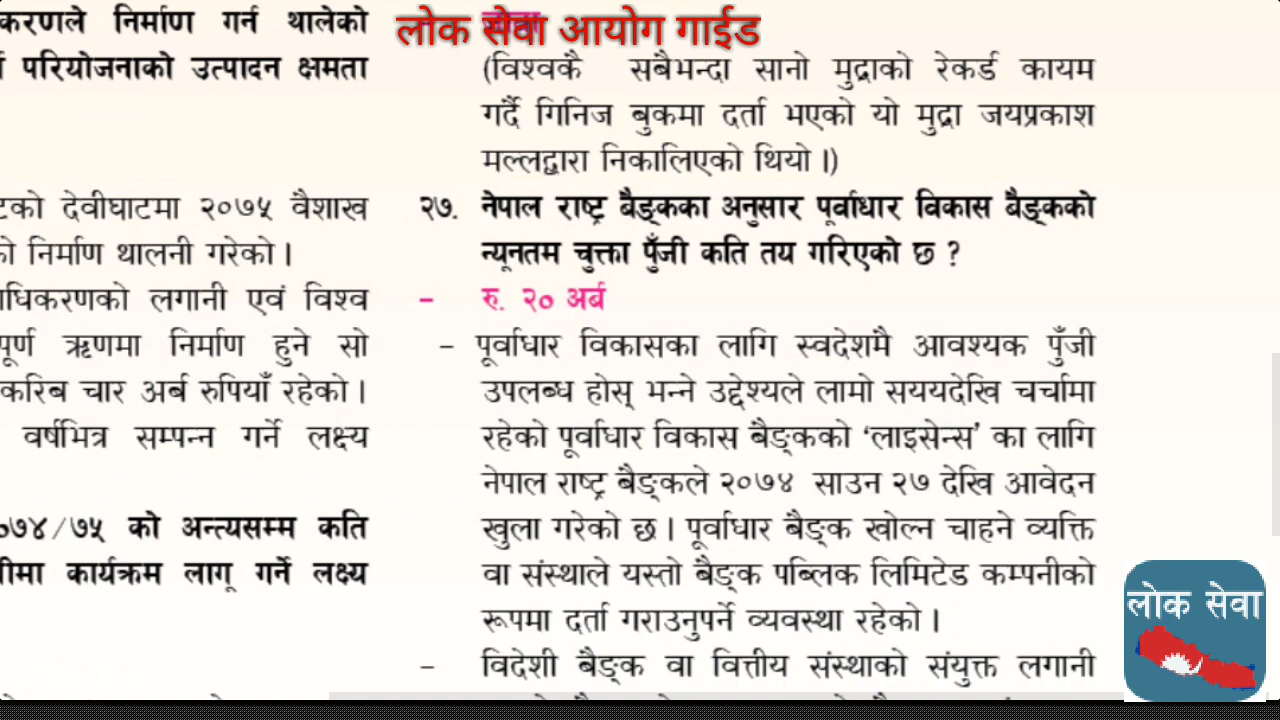 लोक सेवा आयोग गाईड
करणले निर्माण गर्न थालेको
परियोजनाको उत्पादन क्षमता
देवीघाटमा २०७५ वैशाख
निर्माण थालनी गरेको ।
लगानी एवं विश्व
ऋणमा निर्माण हुने सो
करिब चार अर्ब रुपियाँ रहेको ।
वर्षभित्र सम्पन्न गर्ने लक्ष्य
०७४/७५ को अन्त्यसम्म कति
कार्यक्रम लागू गर्ने लक्ष्य
(विश्वकै सबैभन्दा सानो मुद्राको रेकर्ड कायम
गर्दै गिनिज बुकमा दर्ता भएको यो मुद्रा जयप्रकाश
मल्लद्वारा निकालिएको थियो ।)
२७. नेपाल राष्ट्र बैङ्कका अनुसार पूर्वाधार विकास बैङ्कको
न्यूनतम चुक्ता पुँजी कति तय गरिएको छ ?
– रु. २० अर्ब
– पूर्वाधार विकासका लागि स्वदेशमै आवश्यक पुँजी
उपलब्ध होस् भन्ने उद्देश्यले लामो सययदेखि चर्चामा
रहेको पूर्वाधार विकास बैङ्कको ‘लाइसेन्स’ का लागि
नेपाल राष्ट्र बैङ्कले २०७४ साउन २७ देखि आवेदन
खुला गरेको छ । पूर्वाधार बैङ्क खोल्न चाहने व्यक्ति
वा संस्थाले यस्तो बैङ्क पब्लिक लिमिटेड कम्पनीको
रूपमा दर्ता गराउनुपर्ने व्यवस्था रहेको ।
– विदेशी बैङ्क वा वित्तीय संस्थाको संयुक्त लगानी
लोक सेवा